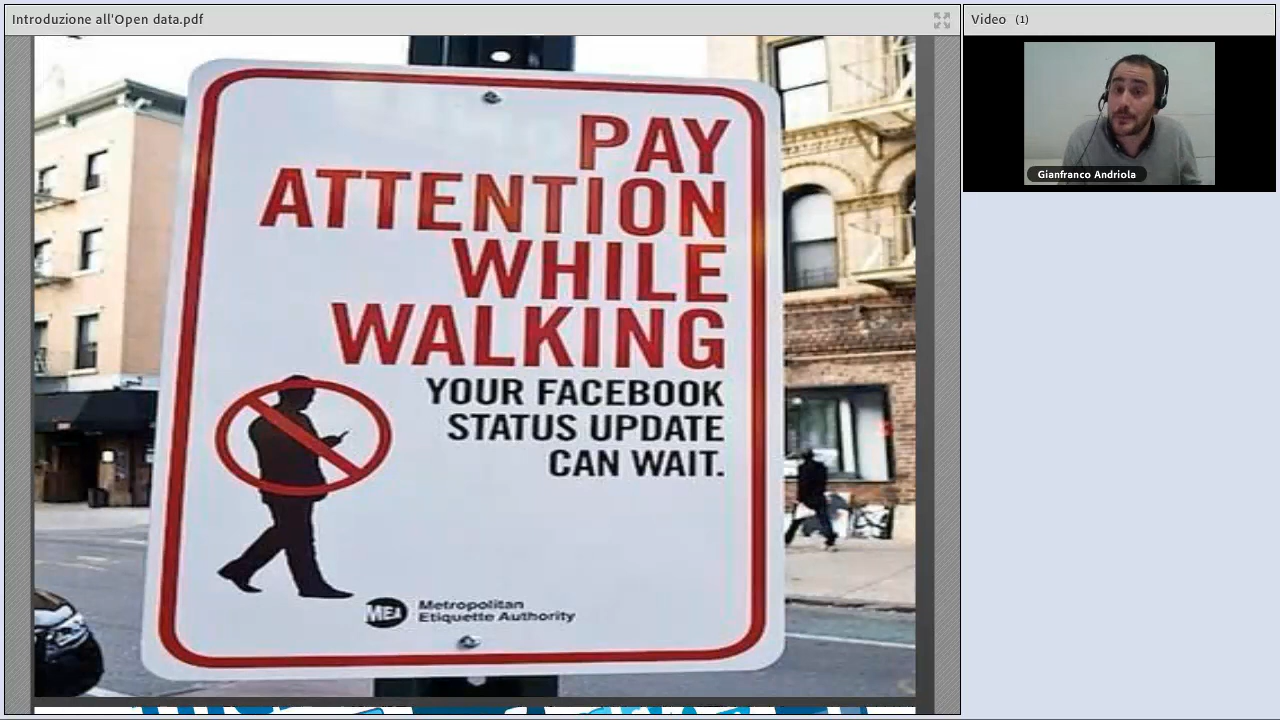 Introduzione all'Open data.pdf
Video (1)
PAY
ATTENTION
WHILE
WALKING
YOUR FACEBOOK
STATUS UPDATE
CAN WAIT.
MEA
Metropolitan
Etiquette Authority
Gianfranco Andriola